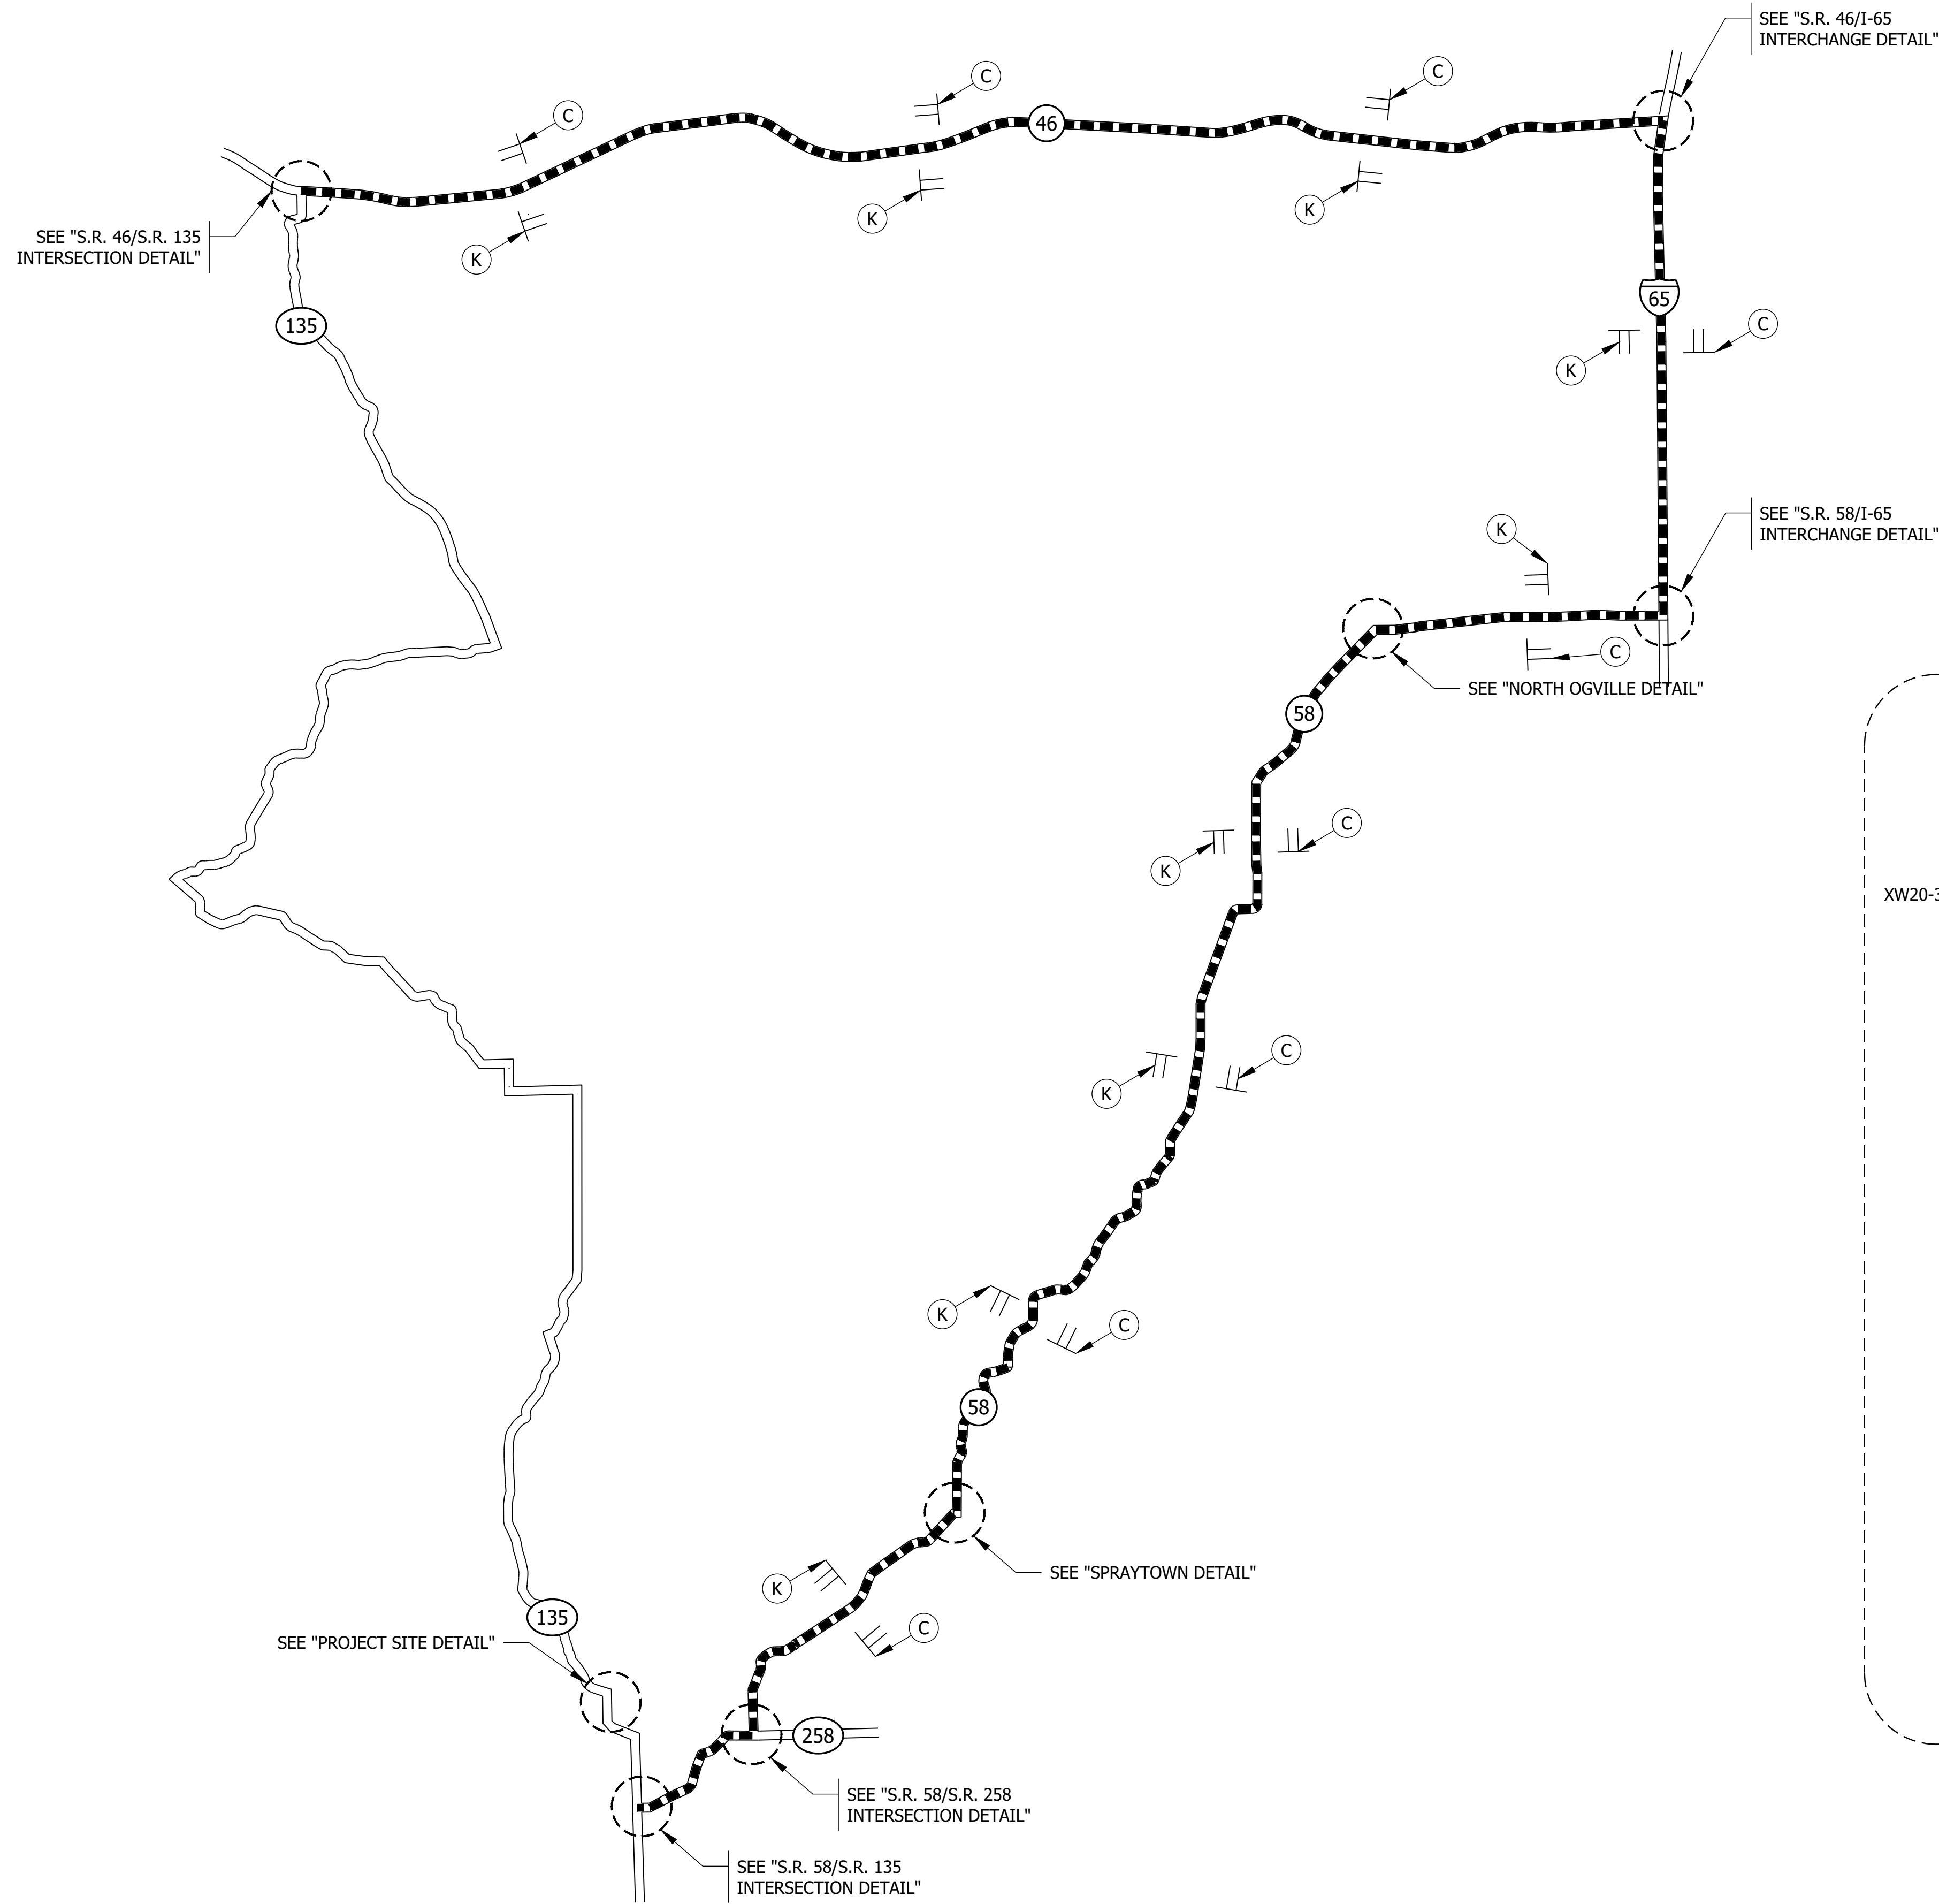 SEE "S.R. 46/I-65
INTERCHANGE DETAIL"
C
C
C
46
K
K
K
SEE "S.R. 46/S.R. 135
INTERSECTION DETAIL"
135
65
C
K
K
SEE "S.R. 58/I-65
INTERCHANGE DETAIL"
C
SEE "NORTH OGVILLE DETAIL"
58
C
K
XW20-3
C
K
K
C
58
SEE "SPRAYTOWN DETAIL"
K
135
C
SEE "PROJECT SITE DETAIL"
258
SEE "S.R. 58/S.R. 258
INTERSECTION DETAIL"
SEE "S.R. 58/S.R. 135
INTERSECTION DETAIL"